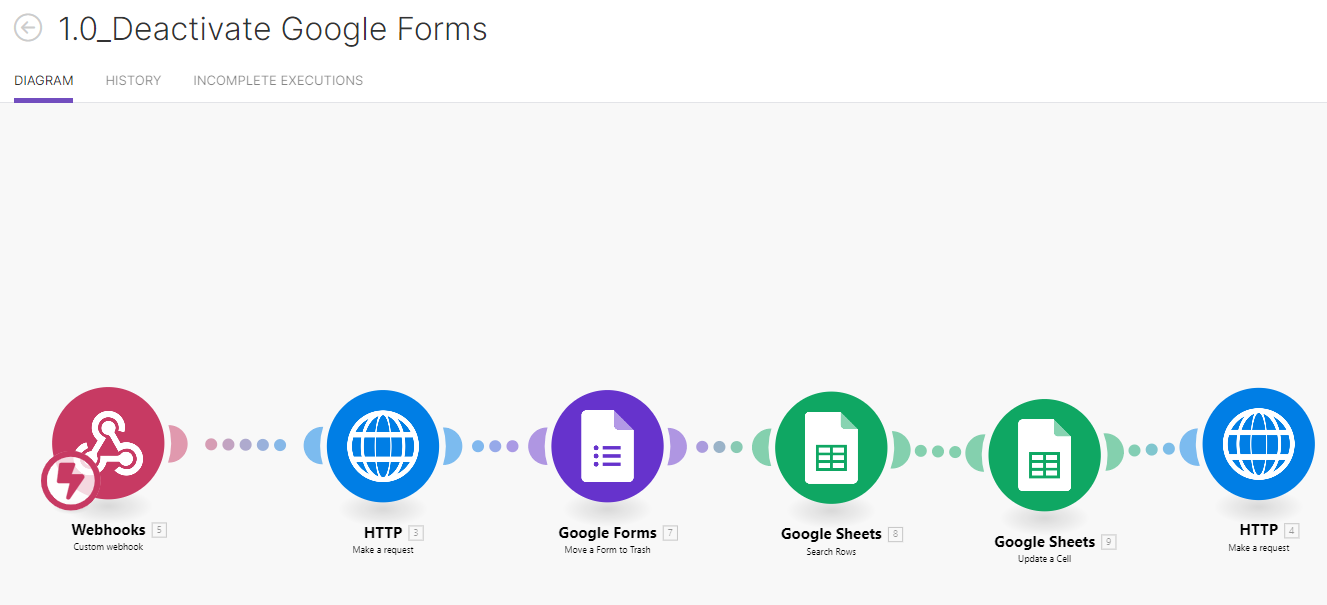 1.0_Deactivate Google Forms
DIAGRAM HISTORY INCOMPLETE EXECUTIONS
Webhooks 5
Custom webhook
HTTP 3
Make a request
Google Forms 7
Move a Form to Trash
Google Sheets 8
Search Rows
Google Sheets 9
Update a Cell
HTTP 4
Make a request